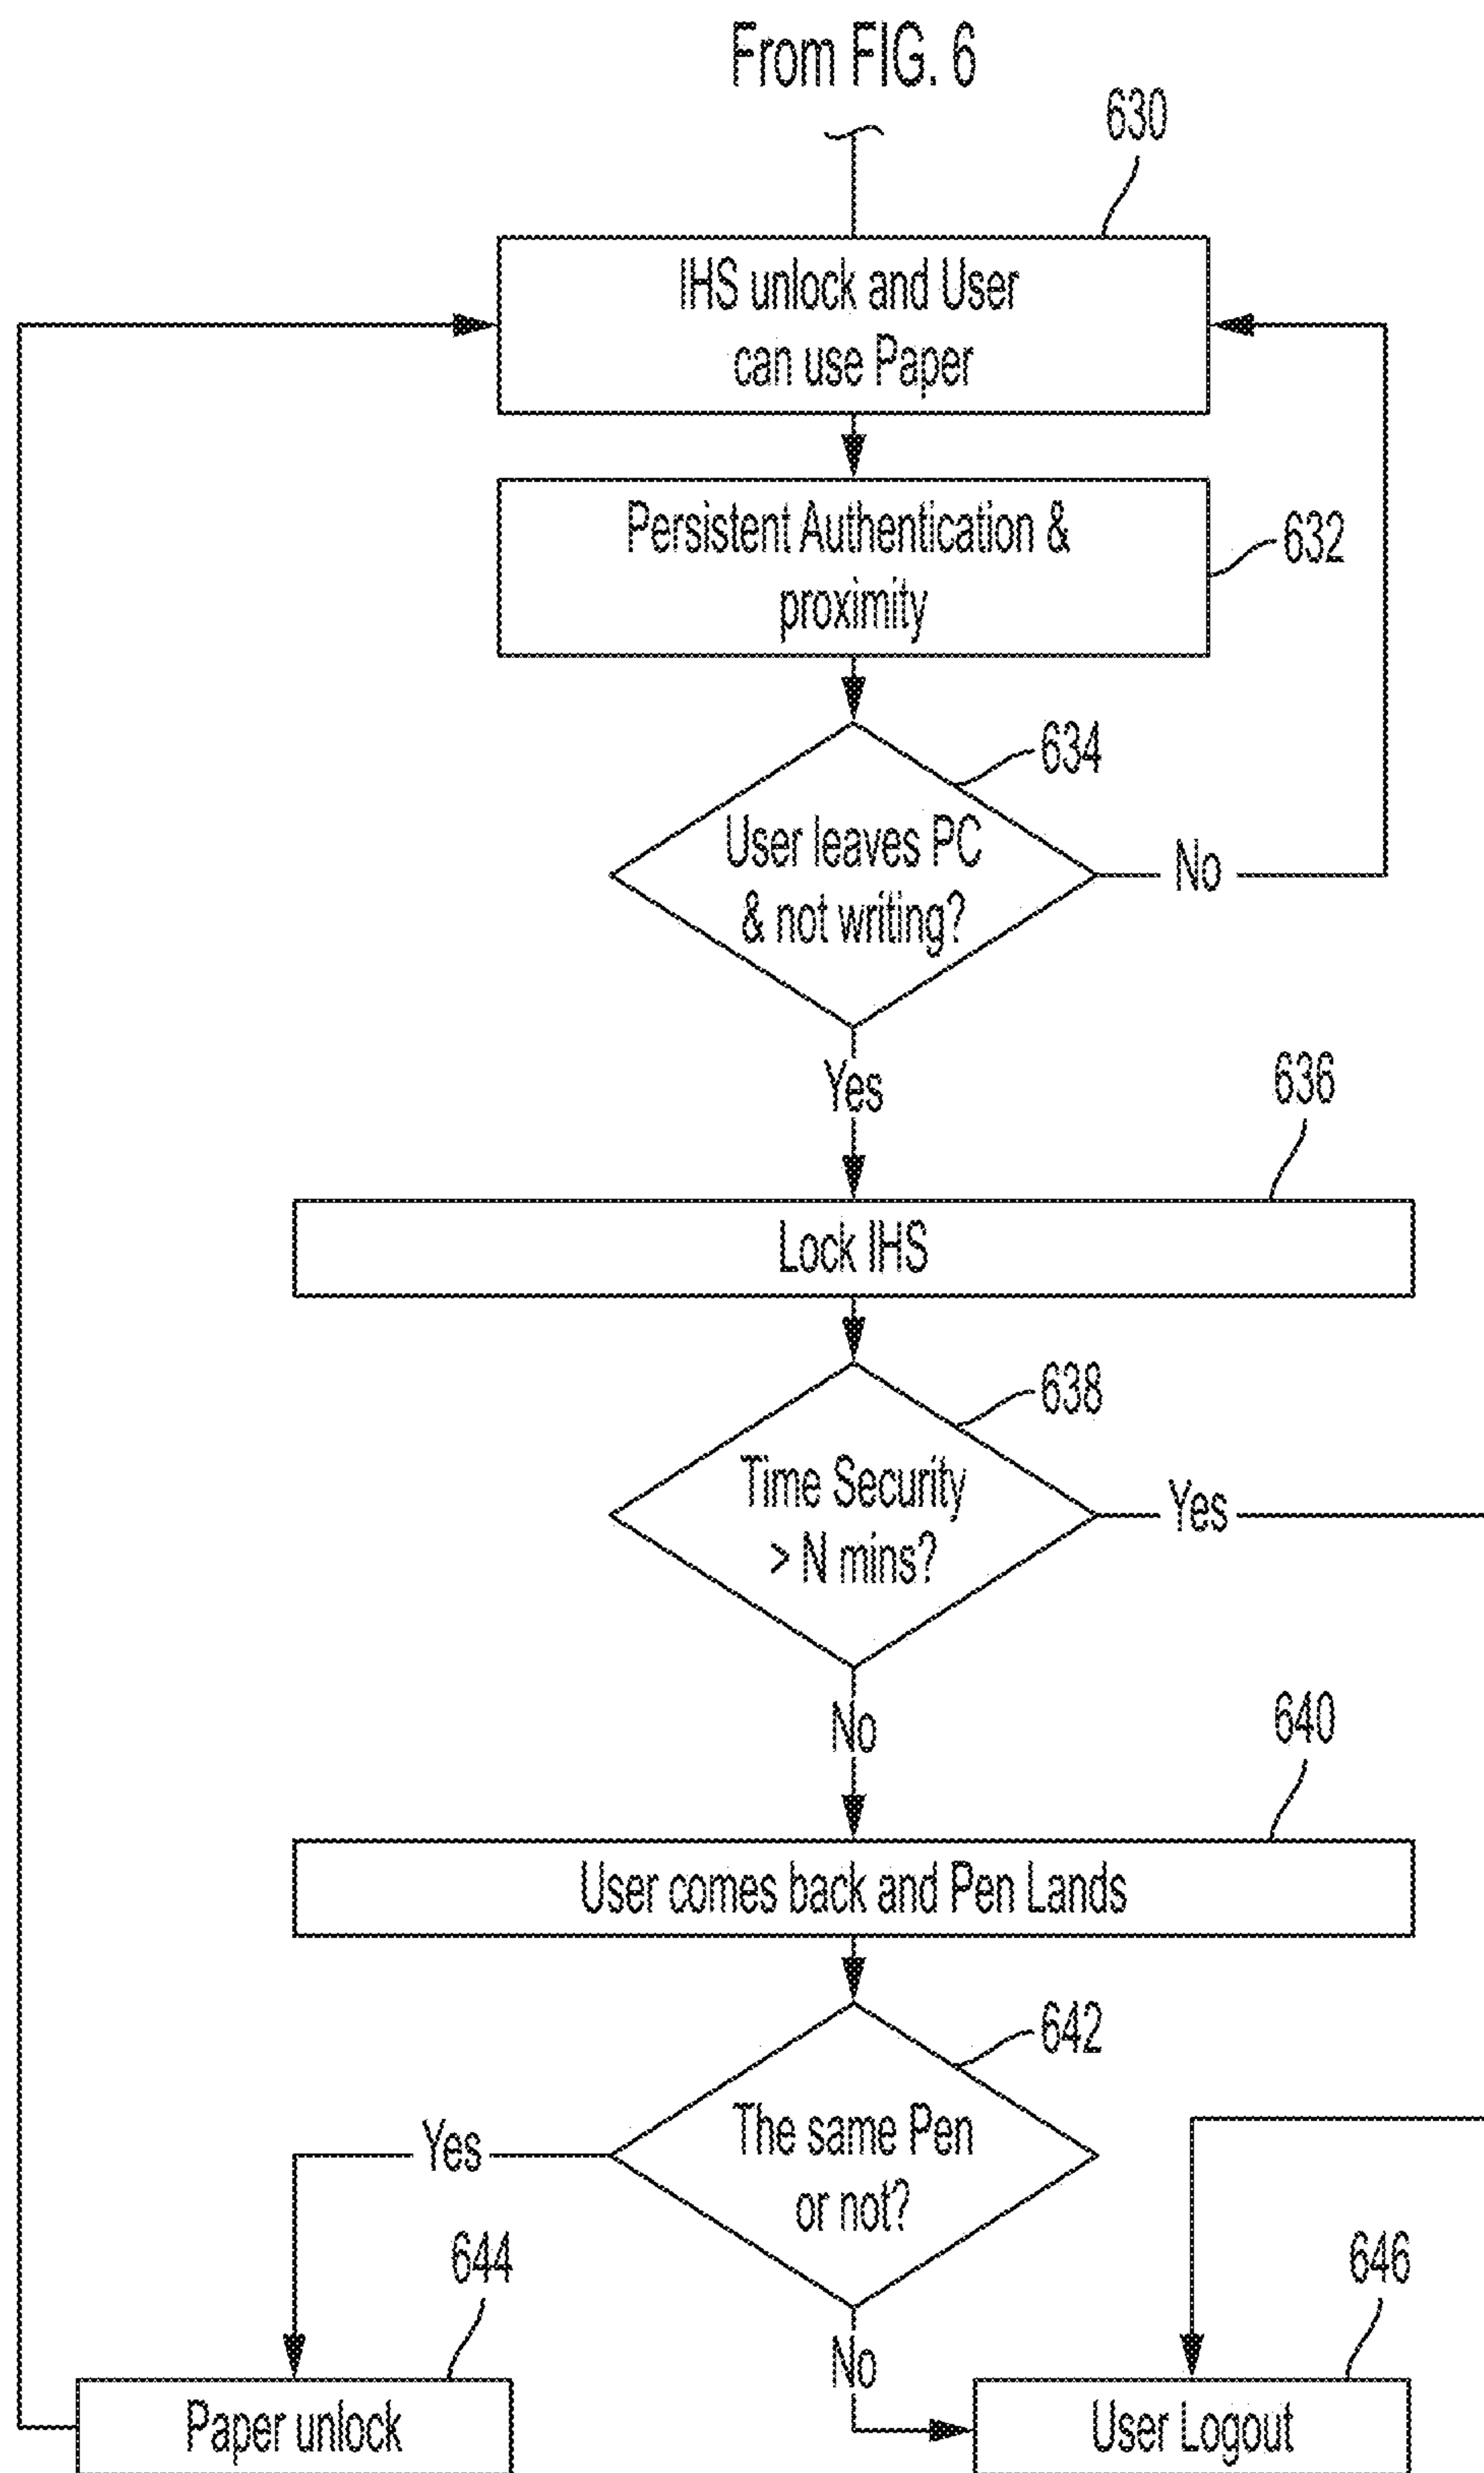 From FIG. 6
630
IHS unlock and User
can use Paper
Persistent Authentication &
proximity
632
634
User leaves PC
& not writing?
No
Yes
636
Lock IHS
638
Time Security
> N mins?
Yes
No
640
User comes back and Pen Lands
642
The same Pen
or not?
Yes
644
646
No
Paper unlock
User Logout